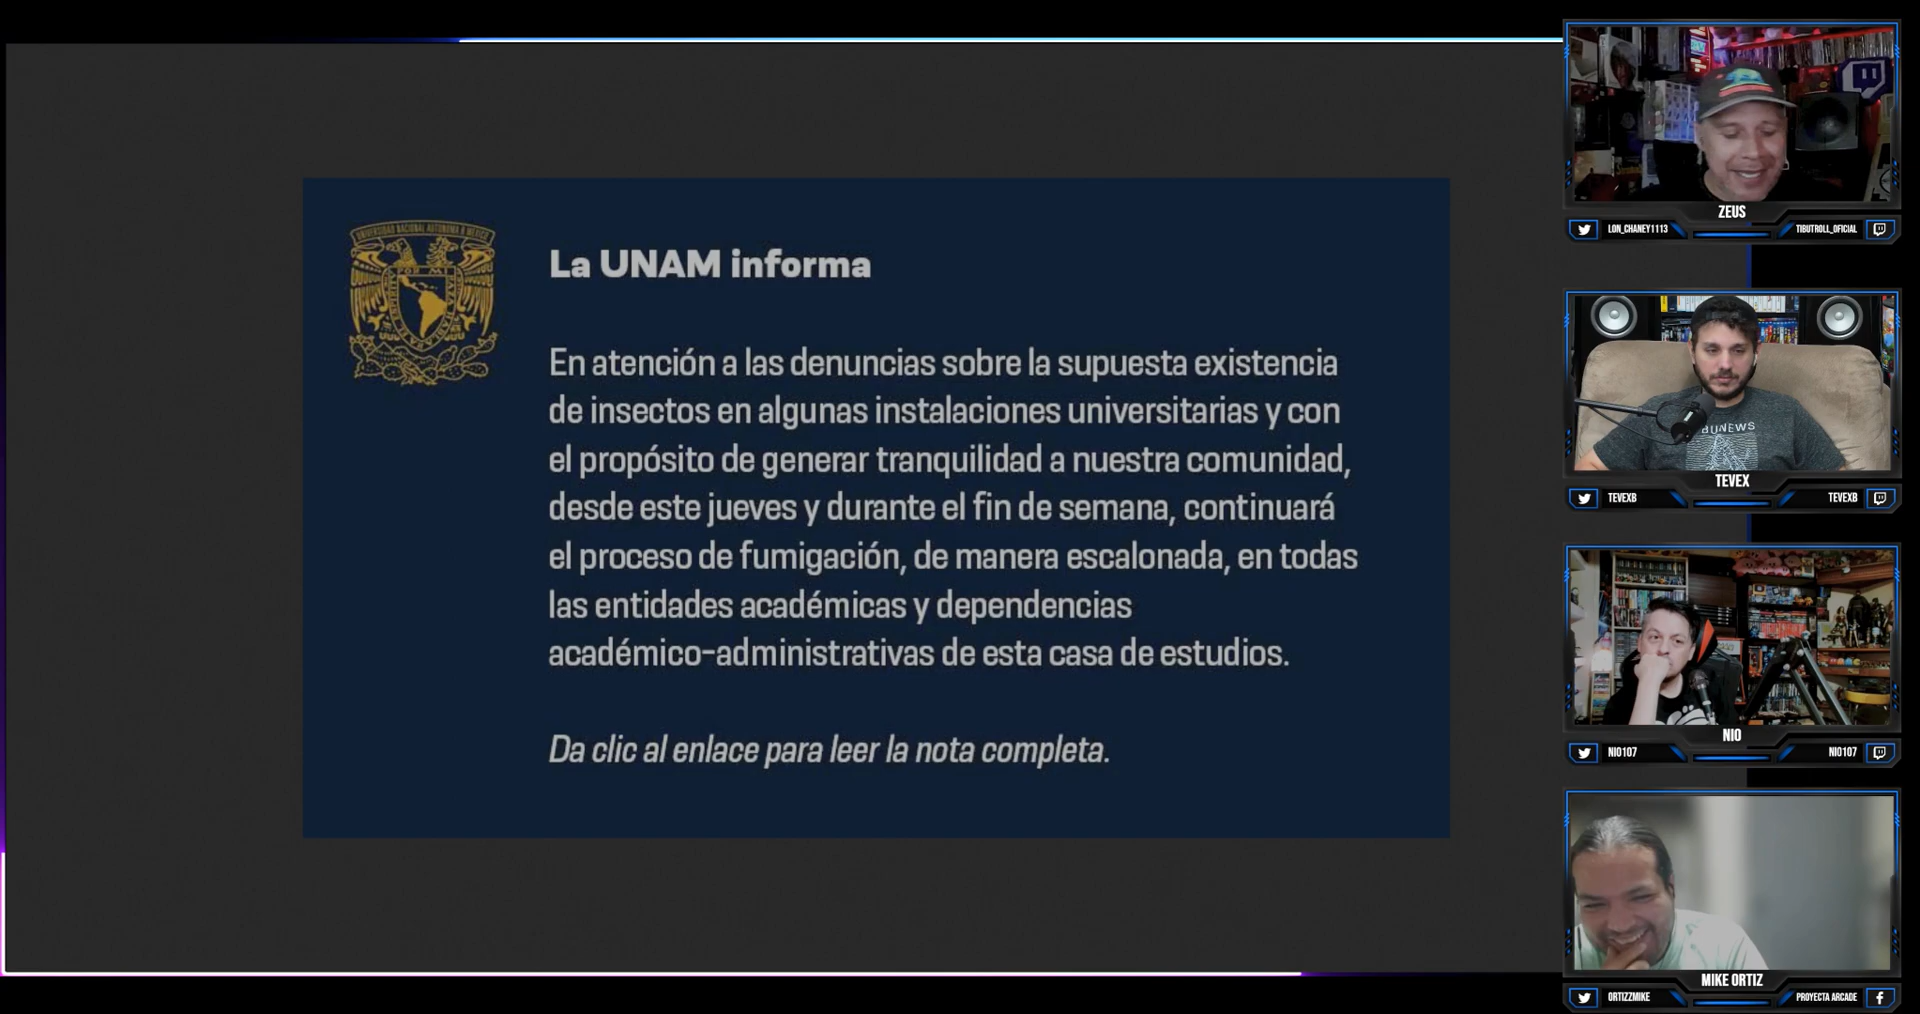 La UNAM informa
En atención a las denuncias sobre la supuesta existencia
de insectos en algunas instalaciones universitarias y con
el propósito de generar tranquilidad a nuestra comunidad,
desde este jueves y durante el fin de semana, continuará
el proceso de fumigación, de manera escalonada, en todas
las entidades académicas y dependencias
académico-administrativas de esta casa de estudios.
Da clic al enlace para leer la nota completa.
ZEUS
LON_CHANEY1113
TIBUTROLL_OFICIAL
BUNEWS
TEVEX
TEVEXB
TEVEXB
NIO
NIO107
NIO107
MIKE ORTIZ
ORTIZZMIKE
PROYECTA ARCADE